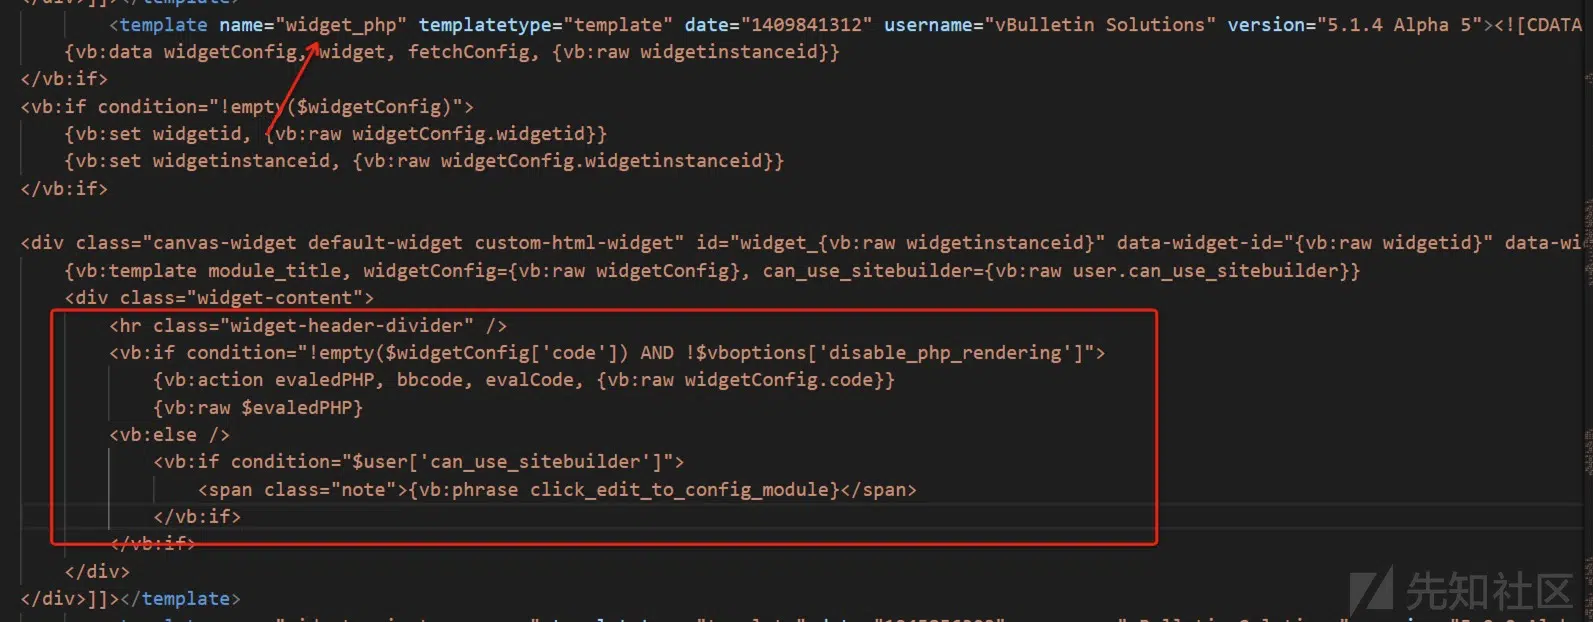 </div>]]></template>
<template name="widget_php" templatetype="template" date="1409841312" username="vBulletin Solutions" version="5.1.4 Alpha 5"><![CDATA
{vb:data widgetConfig, widget, fetchConfig, {vb:raw widgetinstanceid}}
</vb:if>
<vb:if condition="!empty($widgetConfig)">
{vb:set widgetid, {vb:raw widgetConfig.widgetid}}
{vb:set widgetinstanceid, {vb:raw widgetConfig.widgetinstanceid}}
</vb:if>
<div class="canvas-widget default-widget custom-html-widget" id="widget_{vb:raw widgetinstanceid}" data-widget-id="{vb:raw widgetid}" data-wi
{vb:template module_title, widgetConfig={vb:raw widgetConfig}, can_use_sitebuilder={vb:raw user.can_use_sitebuilder}}
<div class="widget-content">
<hr class="widget-header-divider" />
<vb:if condition="!empty($widgetConfig['code']) AND !$vboptions['disable_php_rendering']">
{vb:action evaledPHP, bbcode, evalCode, {vb:raw widgetConfig.code}}
{vb:raw $evaledPHP}
<vb:else />
<vb:if condition="$user['can_use_sitebuilder']">
<span class="note">{vb:phrase click_edit_to_config_module}</span>
</vb:if>
</vb:if>
</div>
</div>]]></template>
先知社区